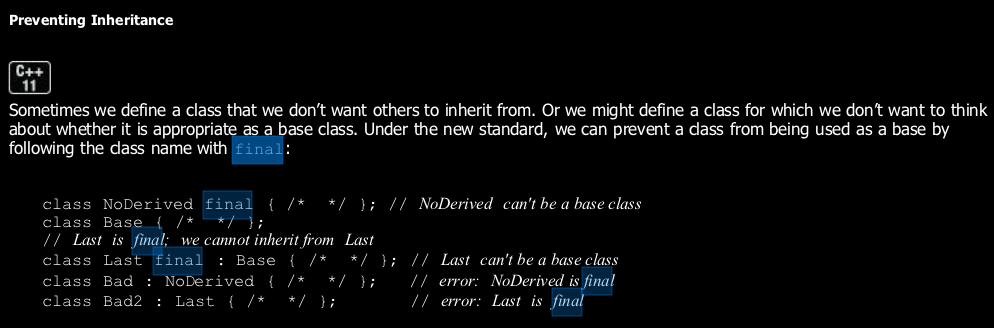 Preventing Inheritance
C++
11
Sometimes we define a class that we don’t want others to inherit from. Or we might define a class for which we don’t want to think
about whether it is appropriate as a base class. Under the new standard, we can prevent a class from being used as a base by
following the class name with final:
class NoDerived final { /*  */ }; // NoDerived can't be a base class
class Base { /*  */ };
// Last is final; we cannot inherit from Last
class Last final : Base { /*  */ }; // Last can't be a base class
class Bad : NoDerived { /*  */ };   // error: NoDerived is final
class Bad2 : Last { /*  */ };       // error: Last is final